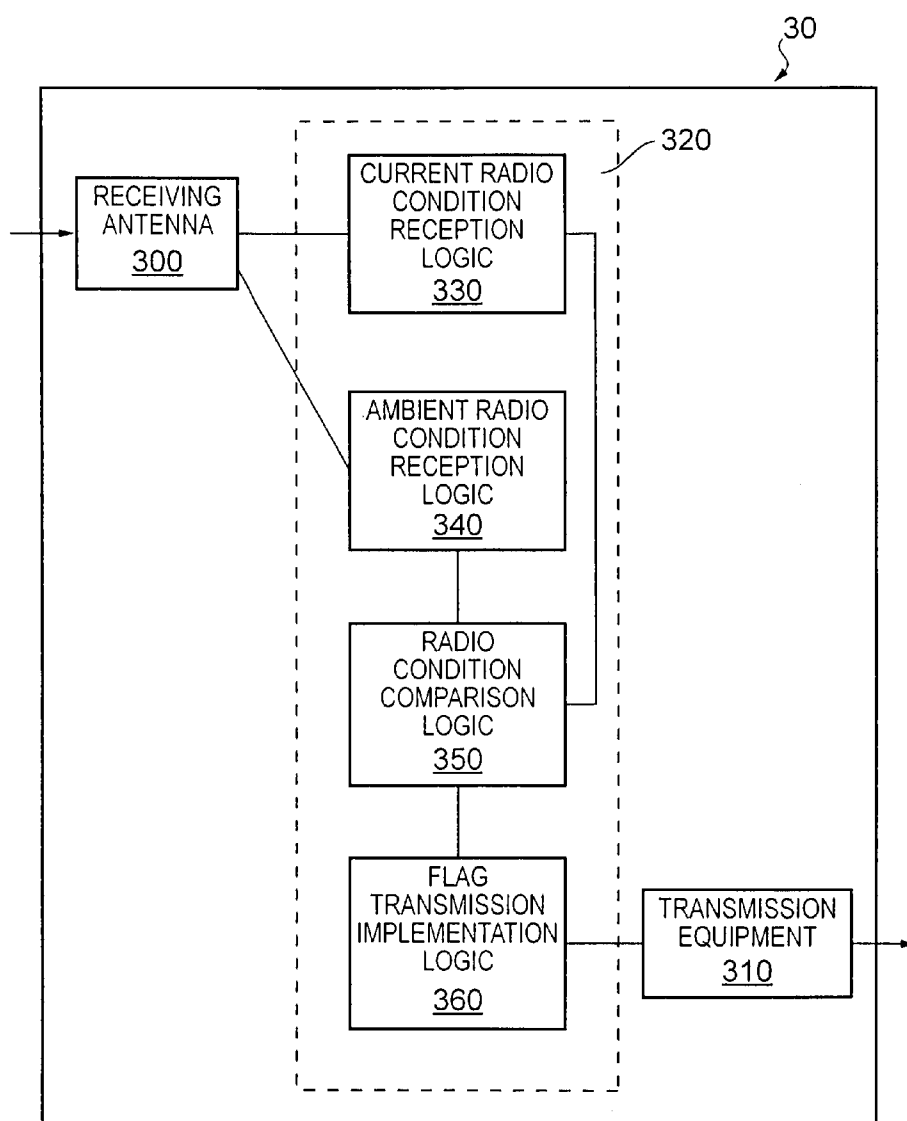 30
320
RECEIVING
ANTENNA
300
CURRENT RADIO
CONDITION
RECEPTION
LOGIC
330
AMBIENT RADIO
CONDITION
RECEPTION
LOGIC
340
RADIO
CONDITION
COMPARISON
LOGIC
350
FLAG
TRANSMISSION
IMPLEMENTATION
LOGIC
360
TRANSMISSION
EQUIPMENT
310